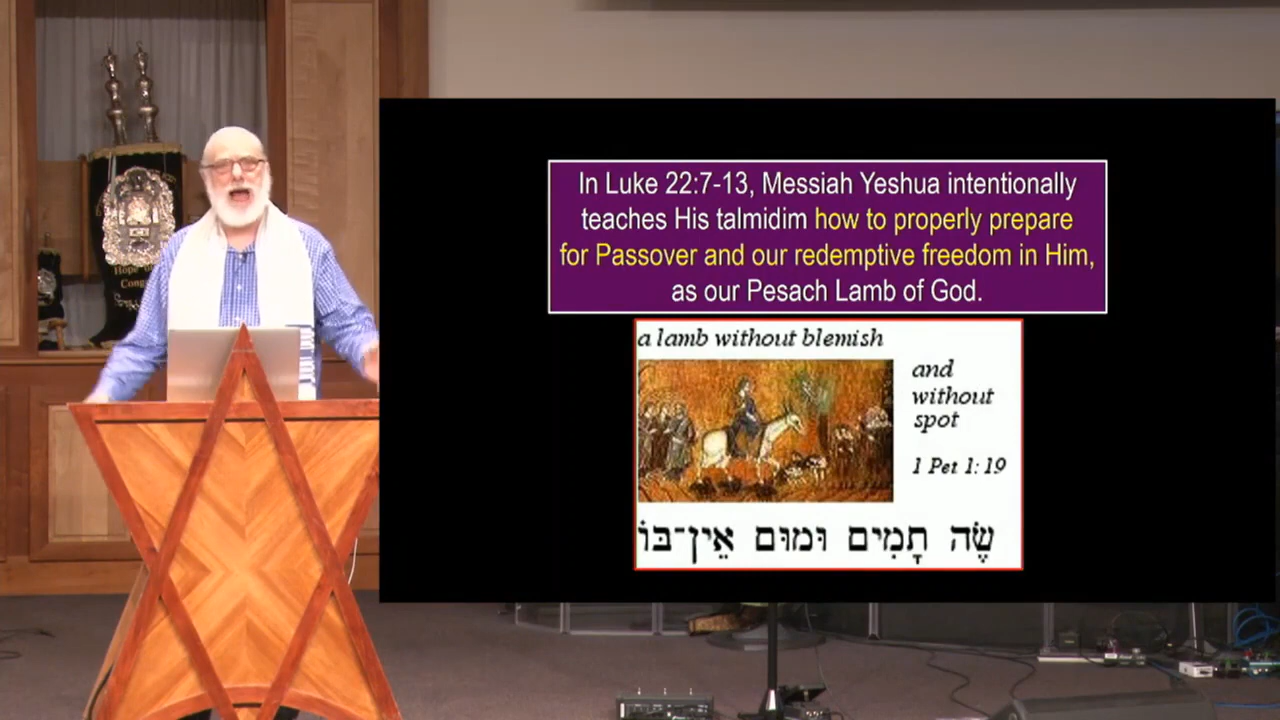 Hope
Cong
In Luke 22:7-13, Messiah Yeshua intentionally
teaches His talmidim how to properly prepare
for Passover and our redemptive freedom in Him,
as our Pesach Lamb of God.
a lamb without blemish
and
without
spot
1 Pet 1:19
שֶׂה תָמִים וּמוּם אֵין־בּוֹ